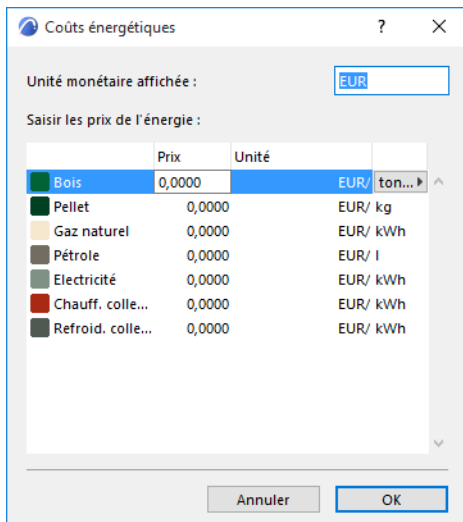 Coûts énergétiques ?
Unité monétaire affichée : EUR
Saisir les prix de l'énergie :
Prix Unité
Bois 0,0000 EUR/ ton...
Pellet 0,0000 EUR/ kg
Gaz naturel 0,0000 EUR/ kWh
Pétrole 0,0000 EUR/ l
Electricité 0,0000 EUR/ kWh
Chauff. colle... 0,0000 EUR/ kWh
Refroid. colle... 0,0000 EUR/ kWh
Annuler OK